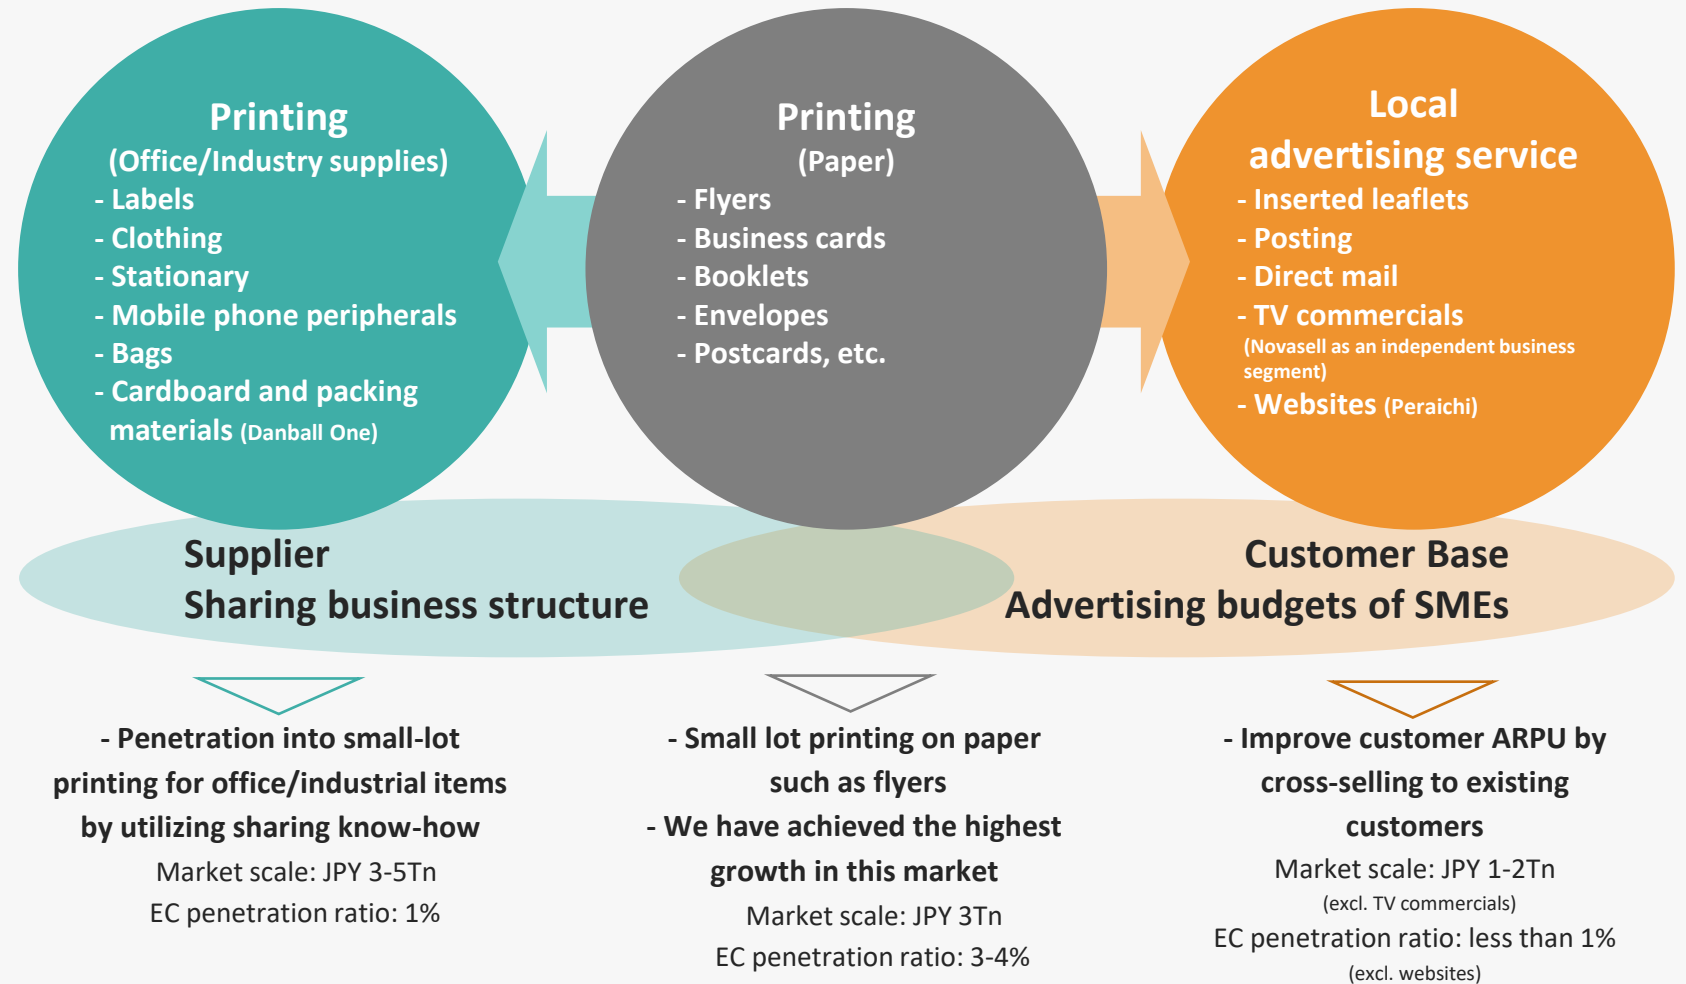 Printing
(Office/Industry supplies)
- Labels
- Clothing
- Stationary
- Mobile phone peripherals
- Bags
- Cardboard and packing
materials (Danball One)
Printing
(Paper)
- Flyers
- Business cards
- Booklets
- Envelopes
- Postcards, etc.
Local
advertising service
- Inserted leaflets
- Posting
- Direct mail
- TV commercials
(Novasell as an independent business
segment)
- Websites (Peraichi)
Supplier
Sharing business structure
Customer Base
Advertising budgets of SMEs
- Penetration into small-lot
printing for office/industrial items
by utilizing sharing know-how
Market scale: JPY 3-5Tn
EC penetration ratio: 1%
- Small lot printing on paper
such as flyers
- We have achieved the highest
growth in this market
Market scale: JPY 3Tn
EC penetration ratio: 3-4%
- Improve customer ARPU by
cross-selling to existing
customers
Market scale: JPY 1-2Tn
(excl. TV commercials)
EC penetration ratio: less than 1%
(excl. websites)